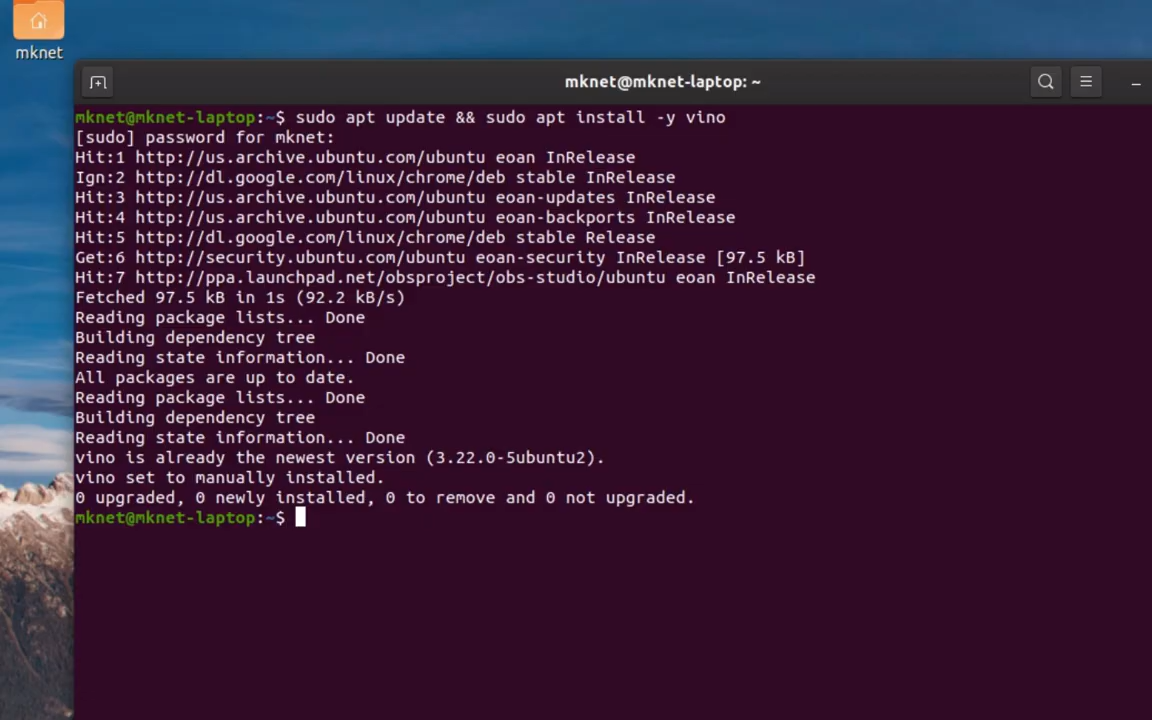 mknet
mknet@mknet-laptop: ~
mknet@mknet-laptop:~$ sudo apt update && sudo apt install -y vino
[sudo] password for mknet:
Hit:1 http://us.archive.ubuntu.com/ubuntu eoan InRelease
Ign:2 http://dl.google.com/linux/chrome/deb stable InRelease
Hit:3 http://us.archive.ubuntu.com/ubuntu eoan-updates InRelease
Hit:4 http://us.archive.ubuntu.com/ubuntu eoan-backports InRelease
Hit:5 http://dl.google.com/linux/chrome/deb stable Release
Get:6 http://security.ubuntu.com/ubuntu eoan-security InRelease [97.5 kB]
Hit:7 http://ppa.launchpad.net/obsproject/obs-studio/ubuntu eoan InRelease
Fetched 97.5 kB in 1s (92.2 kB/s)
Reading package lists... Done
Building dependency tree
Reading state information... Done
All packages are up to date.
Reading package lists... Done
Building dependency tree
Reading state information... Done
vino is already the newest version (3.22.0-5ubuntu2).
vino set to manually installed.
0 upgraded, 0 newly installed, 0 to remove and 0 not upgraded.
mknet@mknet-laptop:~$